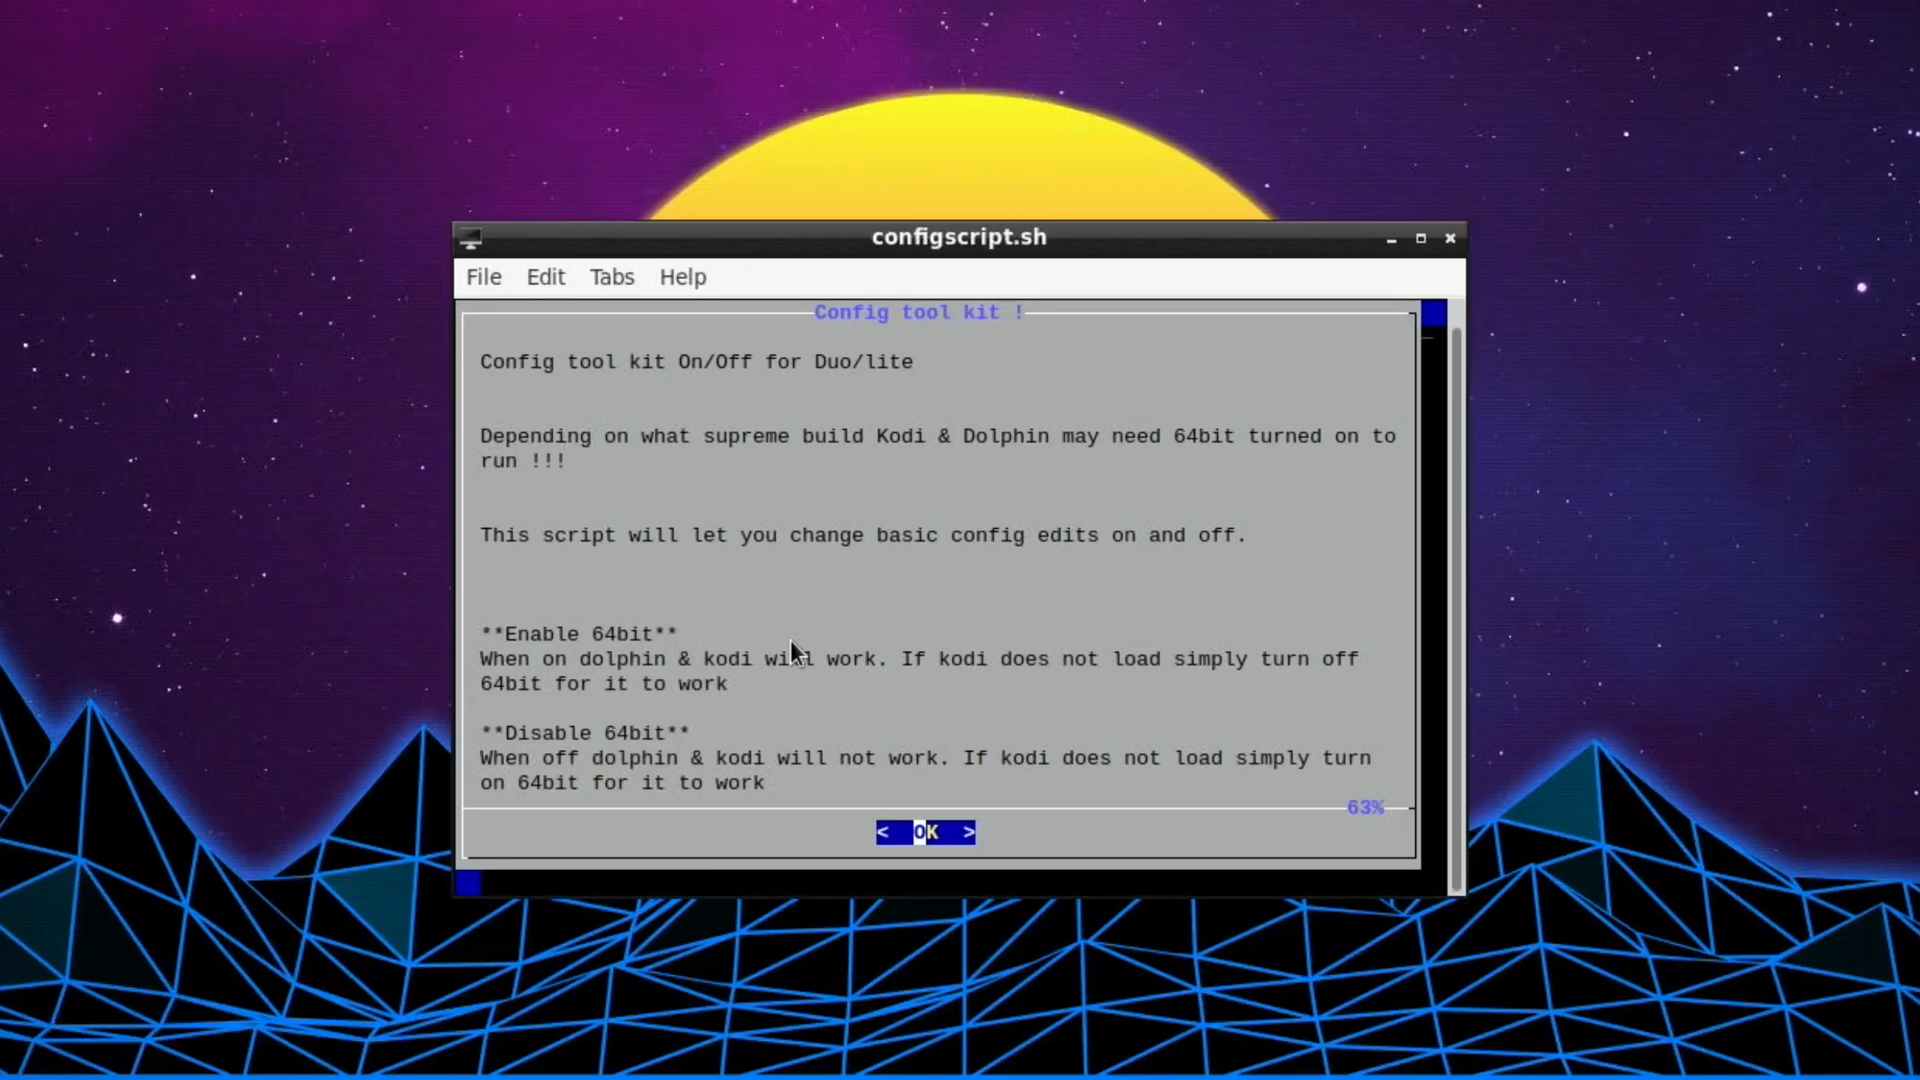 configscript.sh
File Edit Tabs Help
Config tool kit !
Config tool kit On/Off for Duo/lite
Depending on what supreme build Kodi & Dolphin may need 64bit turned on to
run !!!
This script will let you change basic config edits on and off.
**Enable 64bit**
When on dolphin & kodi will work. If kodi does not load simply turn off
64bit for it to work
**Disable 64bit**
When off dolphin & kodi will not work. If kodi does not load simply turn
on 64bit for it to work
63%
< OK >